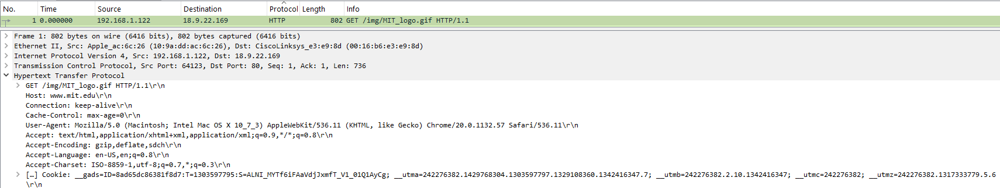 No. Time Source Destination Protocol Length Info
1 0.000000 192.168.1.122 18.9.22.169 HTTP 802 GET /img/MIT_logo.gif HTTP/1.1
Frame 1: 802 bytes on wire (6416 bits), 802 bytes captured (6416 bits)
Ethernet II, Src: Apple_ac:6c:26 (10:9a:dd:ac:6c:26), Dst: CiscoLinksys_e3:e9:8d (00:16:b6:e3:e9:8d)
Internet Protocol Version 4, Src: 192.168.1.122, Dst: 18.9.22.169
Transmission Control Protocol, Src Port: 64123, Dst Port: 80, Seq: 1, Ack: 1, Len: 736
Hypertext Transfer Protocol
GET /img/MIT_logo.gif HTTP/1.1\r\n
Host: www.mit.edu\r\n
Connection: keep-alive\r\n
Cache-Control: max-age=0\r\n
User-Agent: Mozilla/5.0 (Macintosh; Intel Mac OS X 10_7_3) AppleWebKit/536.11 (KHTML, like Gecko) Chrome/20.0.1132.57 Safari/536.11\r\n
Accept: text/html,application/xhtml+xml,application/xml;q=0.9,*/*;q=0.8\r\n
Accept-Encoding: gzip,deflate,sdch\r\n
Accept-Language: en-US,en;q=0.8\r\n
Accept-Charset: ISO-8859-1,utf-8;q=0.7,*;q=0.3\r\n
[…] Cookie: __gads=ID=8ad65dc86381f8d7:T=1303597795:S=ALNI_MYTf6iFAaVdjJxmfT_V1_01Q1AyCg; __utma=242276382.1429768304.1303597797.1329108360.1342416347.7; __utmb=242276382.2.10.1342416347; __utmc=242276382; __utmz=242276382.1317333779.5.6
\r\n